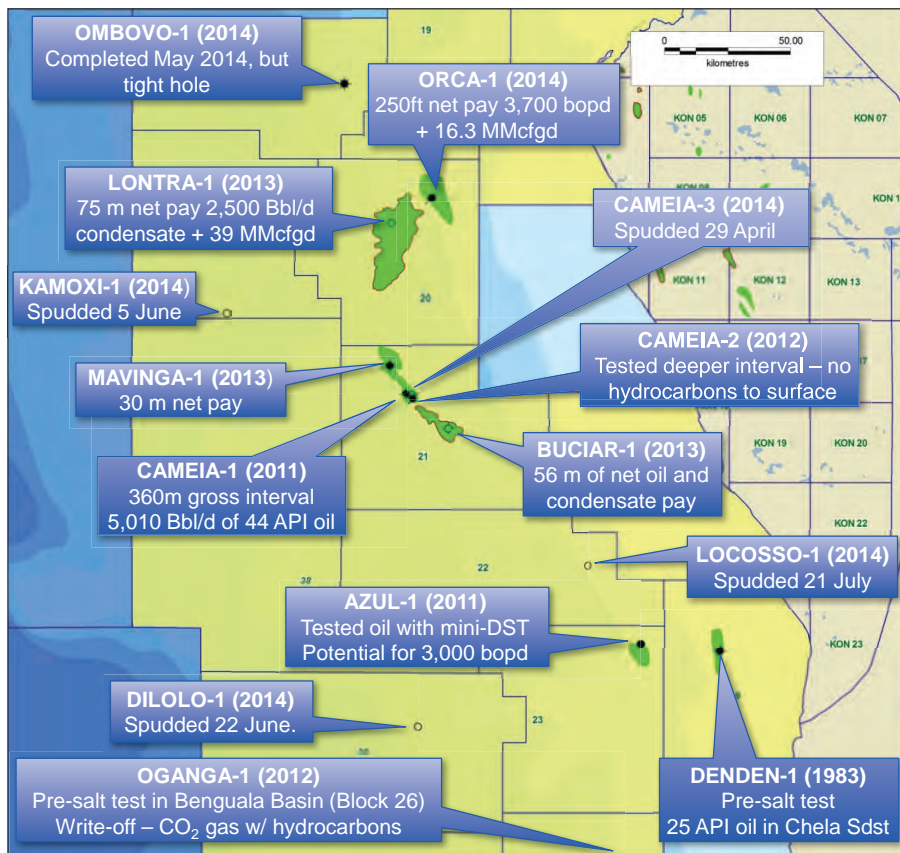 OMBOVO-1 (2014)
Completed May 2014, but
tight hole
19
0
50.00
kilometres
ORCA-1 (2014)
250ft net pay 3,700 bopd
+ 16.3 MMcfgd
KON 05
KON 06
KON 07
LONTRA-1 (2013)
75 m net pay 2,500 Bbl/d
condensate + 39 MMcfgd
CAMEIA-3 (2014)
Spudded 29 April
KON 11
KON 12
KON 13
20
KAMOXI-1 (2014)
Spudded 5 June
CAMEIA-2 (2012)
Tested deeper interval – no
hydrocarbons to surface
MAVINGA-1 (2013)
30 m net pay
KON 19
KON 20
21
BUCIAR-1 (2013)
56 m of net oil and
condensate pay
CAMEIA-1 (2011)
360m gross interval
5,010 Bbl/d of 44 API oil
KON 22
22
LOCOSSO-1 (2014)
Spudded 21 July
AZUL-1 (2011)
Tested oil with mini-DST
Potential for 3,000 bopd
KON 23
DILOLO-1 (2014)
Spudded 22 June.
23
OGANGA-1 (2012)
Pre-salt test in Benguala Basin (Block 26)
Write-off – CO₂ gas w/ hydrocarbons
DENDEN-1 (1983)
Pre-salt test
25 API oil in Chela Sdst